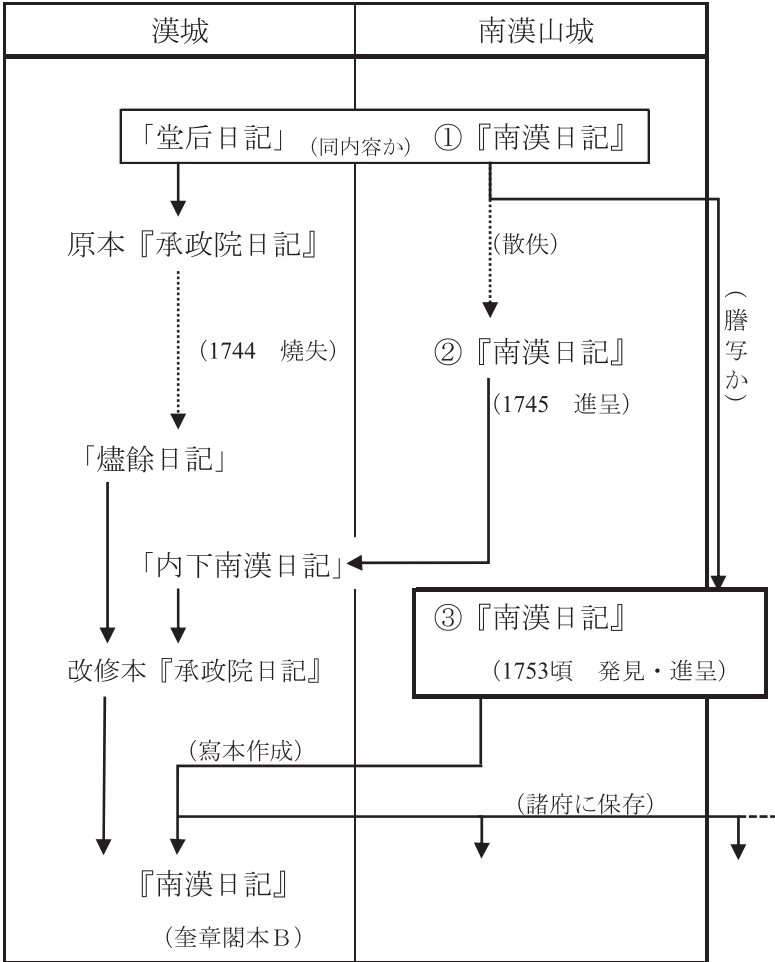 漢城
南漢山城
「堂后日記」 (同内容か) ①『南漢日記』
原本『承政院日記』
(散佚)
(謄写か)
(1744 燒失)
②『南漢日記』
(1745 進呈)
「燼餘日記」
「内下南漢日記」
③『南漢日記』
(1753頃 発見・進呈)
改修本『承政院日記』
(寫本作成)
(諸府に保存)
『南漢日記』
(奎章閣本B)